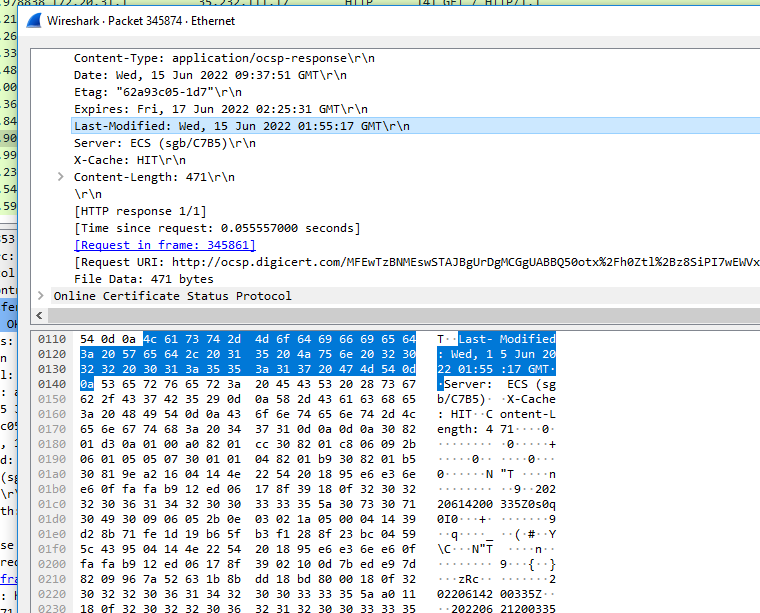 Wireshark · Packet 345874 · Ethernet
Content-Type: application/ocsp-response\r\n
Date: Wed, 15 Jun 2022 09:37:51 GMT\r\n
Etag: "62a93c05-1d7"\r\n
Expires: Fri, 17 Jun 2022 02:25:31 GMT\r\n
Last-Modified: Wed, 15 Jun 2022 01:55:17 GMT\r\n
Server: ECS (sgb/C7B5)\r\n
X-Cache: HIT\r\n
Content-Length: 471\r\n
\r\n
[HTTP response 1/1]
[Time since request: 0.055557000 seconds]
[Request in frame: 345861]
[Request URI: http://ocsp.digicert.com/MFEwTzBNMEswSTAJBgUrDgMCGgUABBQ50otx%2Fh0Ztl%2Bz8SiPI7wEWVx
File Data: 471 bytes
Online Certificate Status Protocol
0110 54 0d 0a 4c 61 73 74 2d 4d 6f 64 69 66 69 65 64 T··Last- Modified
0120 3a 20 57 65 64 2c 20 31 35 20 4a 75 6e 20 32 30 : Wed, 1 5 Jun 20
0130 32 32 20 30 31 3a 35 35 3a 31 37 20 47 4d 54 0d 22 01:55 :17 GMT·
0140 0a 53 65 72 76 65 72 3a 20 45 43 53 20 28 73 67 ·Server: ECS (sg
0150 62 2f 43 37 42 35 29 0d 0a 58 2d 43 61 63 68 65 b/C7B5)· ·X-Cache
0160 3a 20 48 49 54 0d 0a 43 6f 6e 74 65 6e 74 2d 4c : HIT··C ontent-L
0170 65 6e 67 74 68 3a 20 34 37 31 0d 0a 0d 0a 30 82 ength: 4 71····0·
0180 01 d3 0a 01 00 a0 82 01 cc 30 82 01 c8 06 09 2b ········ ·0·····+
0190 06 01 05 05 07 30 01 01 04 82 01 b9 30 82 01 b5 ·····0·· ····0···
01a0 30 81 9e a2 16 04 14 4e 22 54 20 18 95 e6 e3 6e 0······N "T ····n
01b0 e6 0f fa fa b9 12 ed 06 17 8f 39 18 0f 32 30 32 ········ ··9··202
01c0 32 30 36 31 34 32 30 30 33 33 35 5a 30 73 30 71 20614200 335Z0s0q
01d0 30 49 30 09 06 05 2b 0e 03 02 1a 05 00 04 14 39 0I0···+· ·······9
01e0 d2 8b 71 fe 1d 19 b6 5f b3 f1 28 8f 23 bc 04 59 ··q····_ ··(·#··Y
01f0 5c 43 95 04 14 4e 22 54 20 18 95 e6 e3 6e e6 0f \C···N"T ····n··
0200 fa fa b9 12 ed 06 17 8f 39 02 10 0d 7b ed e9 7d ········ 9···{··}
0210 82 09 96 7a 52 63 1b 8b dd 18 bd 80 00 18 0f 32 ···zRc·· ·······2
0220 30 32 32 30 36 31 34 32 30 30 33 33 35 5a a0 11 02206142 00335Z··
0230 18 0f 32 30 32 32 30 36 32 31 32 30 30 33 33 35 ··202206 21200335